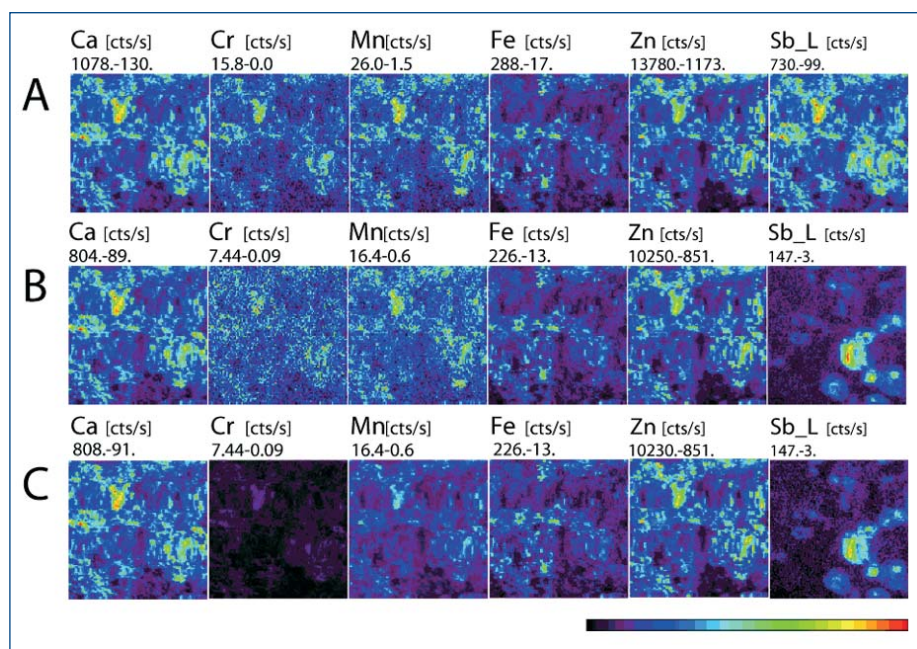 Ca [cts/s] Cr [cts/s] Mn[cts/s] Fe [cts/s] Zn [cts/s] Sb_L [cts/s]
1078.-130. 15.8-0.0 26.0-1.5 288.-17. 13780.-1173. 730.-99.
A
Ca [cts/s] Cr [cts/s] Mn[cts/s] Fe [cts/s] Zn [cts/s] Sb_L [cts/s]
804.-89. 7.44-0.09 16.4-0.6 226.-13. 10250.-851. 147.-3.
B
Ca [cts/s] Cr [cts/s] Mn[cts/s] Fe [cts/s] Zn [cts/s] Sb_L [cts/s]
808.-91. 7.44-0.09 16.4-0.6 226.-13. 10230.-851. 147.-3.
C